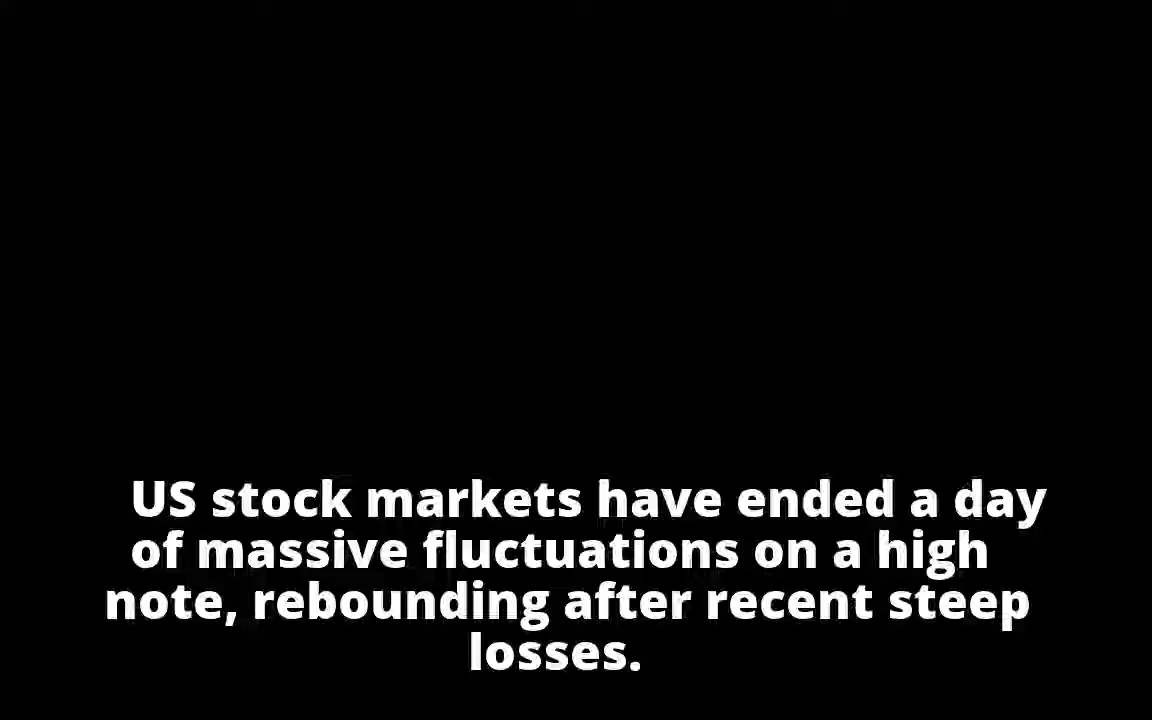 US stock markets have ended a day
of massive fluctuations on a high
note, rebounding after recent steep
losses.